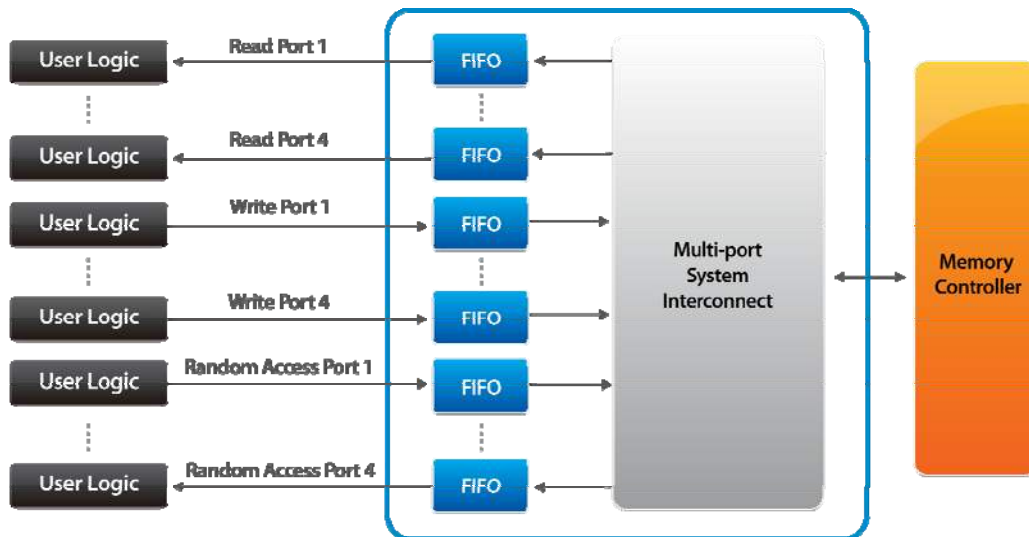 User Logic
Read Port 1
FIFO
User Logic
Read Port 4
FIFO
User Logic
Write Port 1
FIFO
Multi-port
System
Interconnect
Memory
Controller
User Logic
Write Port 4
FIFO
User Logic
Random Access Port 1
FIFO
User Logic
Random Access Port 4
FIFO